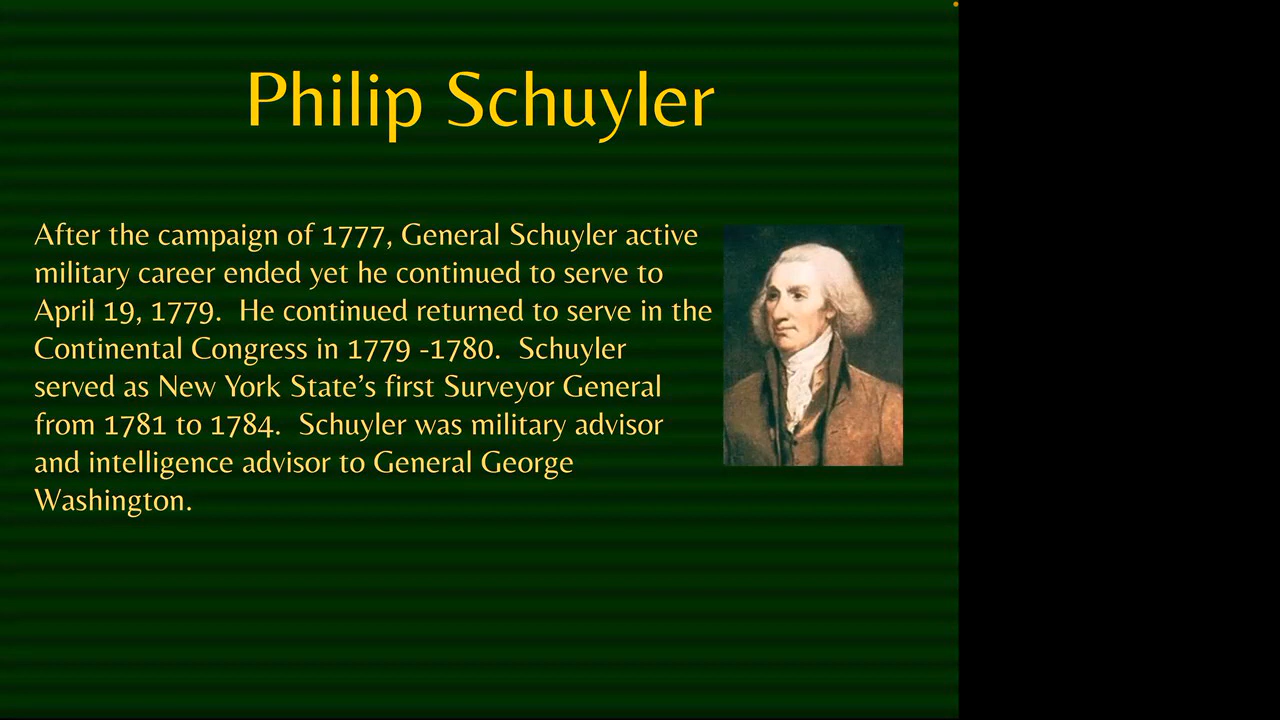 Philip Schuyler
After the campaign of 1777, General Schuyler active
military career ended yet he continued to serve to
April 19, 1779.  He continued returned to serve in the
Continental Congress in 1779 -1780.  Schuyler
served as New York State’s first Surveyor General
from 1781 to 1784.  Schuyler was military advisor
and intelligence advisor to General George
Washington.